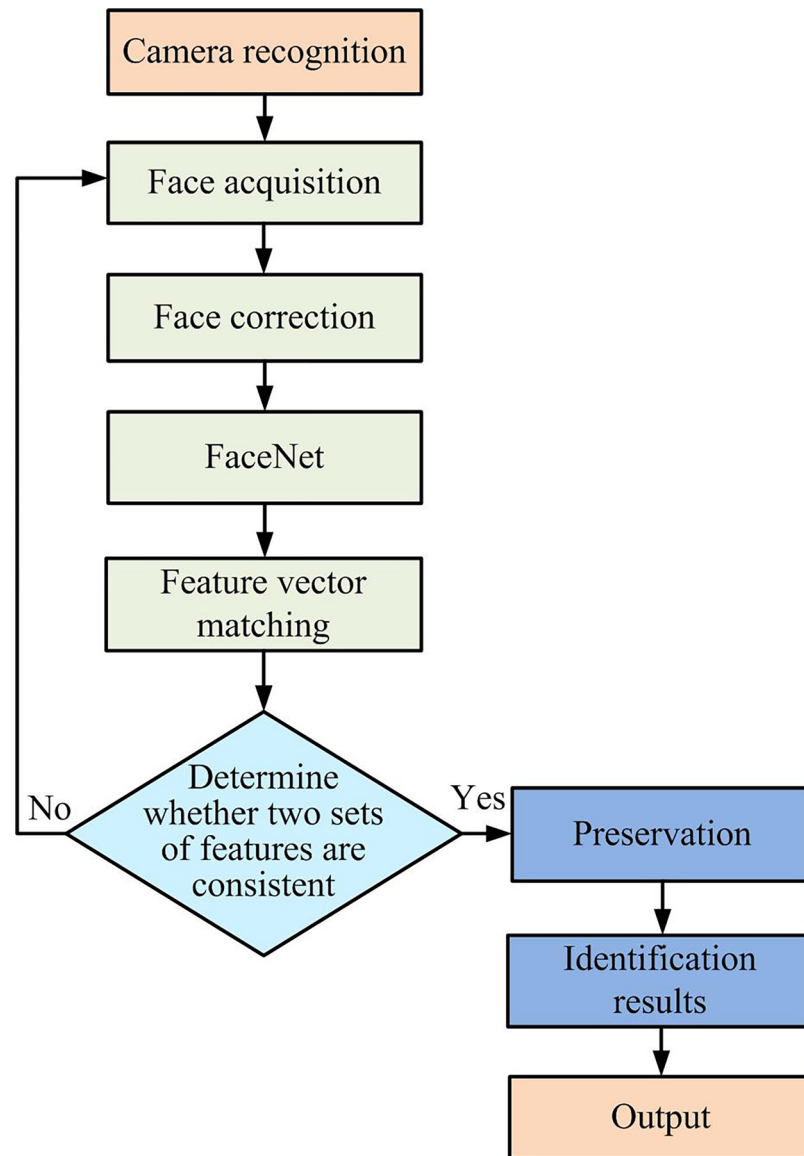 Camera recognition
Face acquisition
Face correction
FaceNet
Feature vector
matching
Determine
whether two sets
of features are
consistent
No
Yes
Preservation
Identification
results
Output